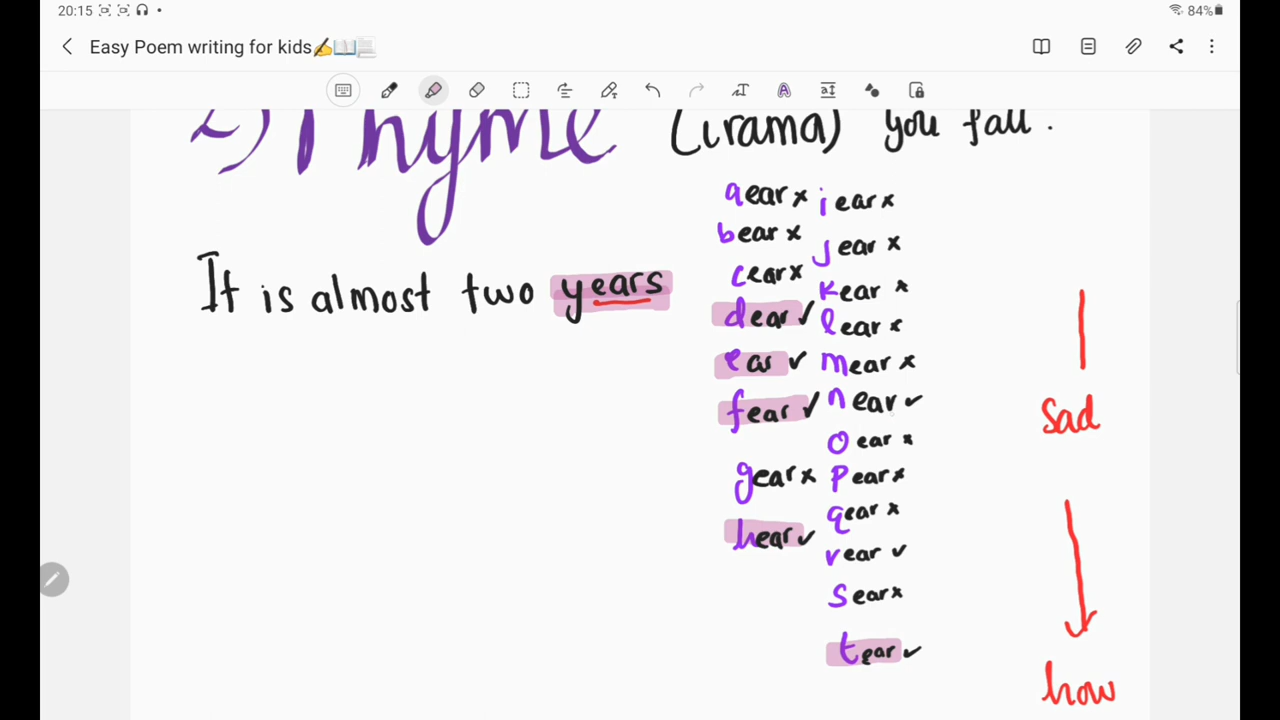 20:15 84%
Easy Poem writing for kids✍📖📃
2) Rhyme (irama) you fall.
It is almost two years
aear x
bear x
cear x
dear ✓
ear ✓
fear ✓
gear x
hear ✓
iear x
jear x
kear x
lear x
mear x
near ✓
oear x
pear x
qear x
rear ✓
sear x
tear ✓
sad
how